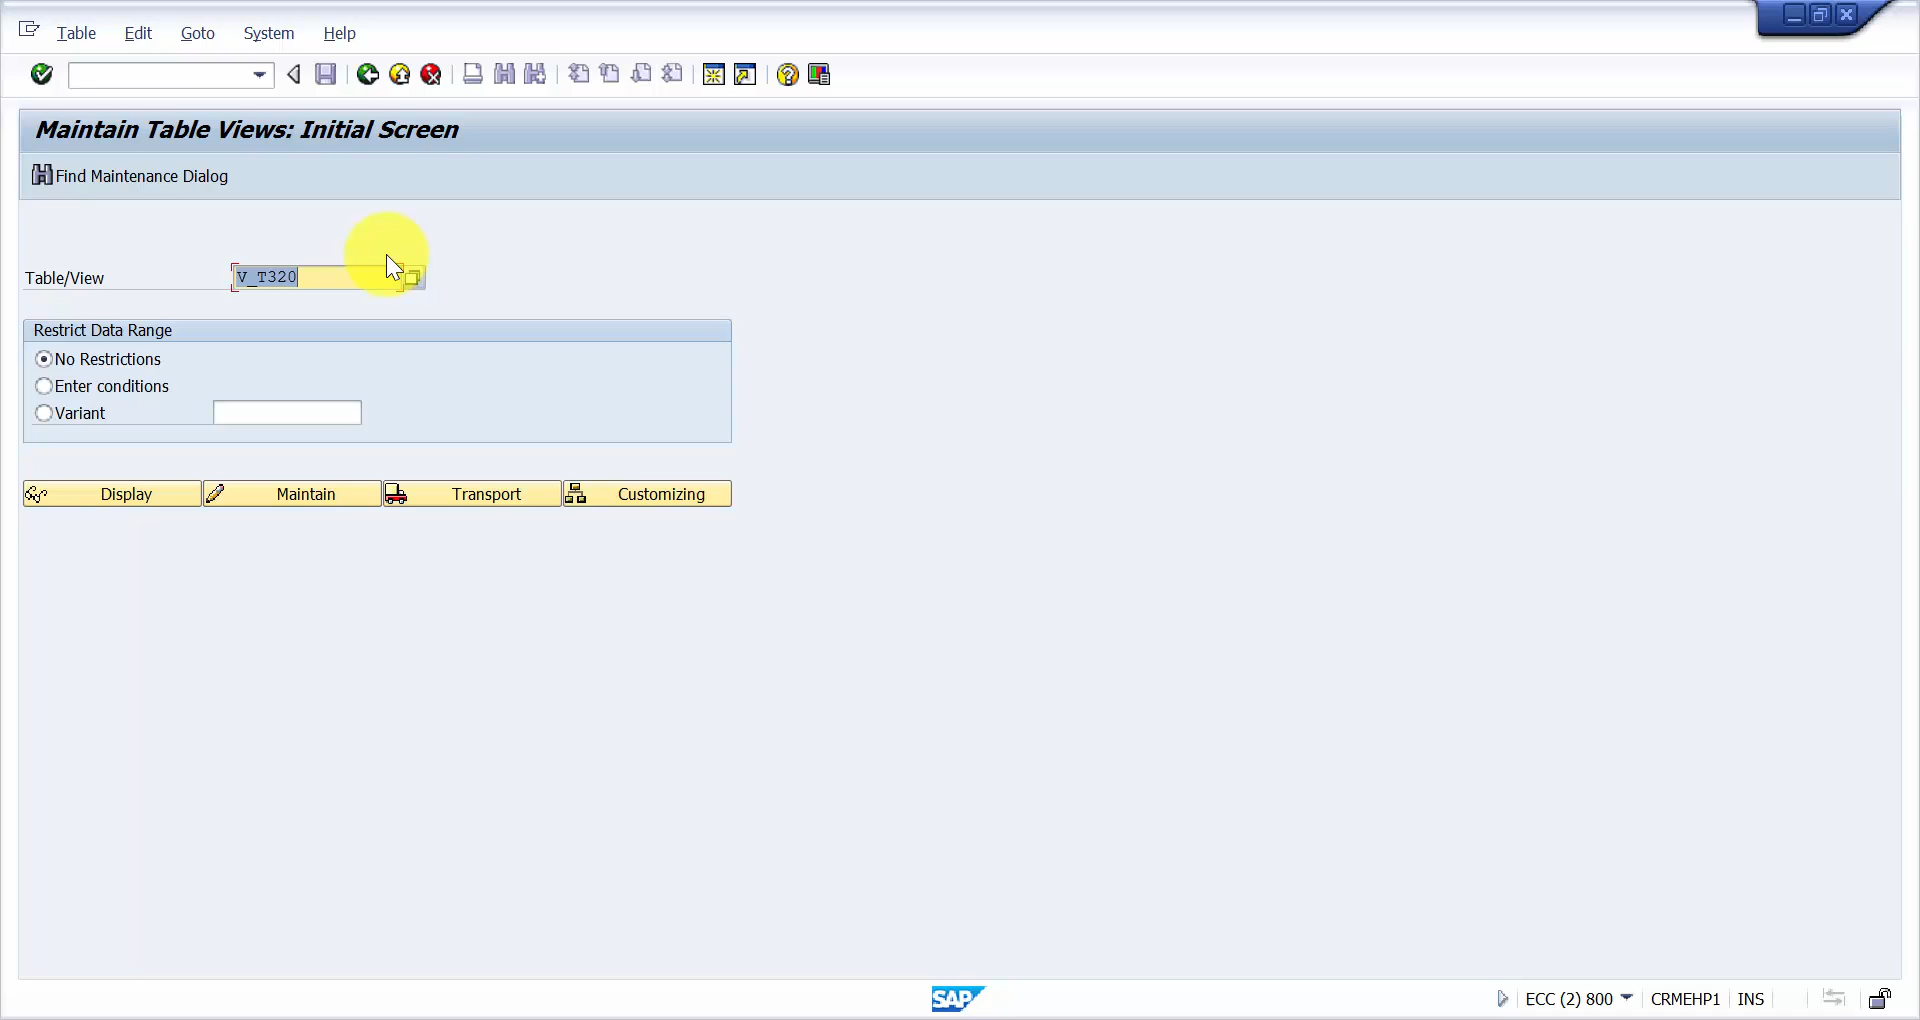 Table Edit Goto System Help
Maintain Table Views: Initial Screen
Find Maintenance Dialog
Table/View V_T320
Restrict Data Range
No Restrictions
Enter conditions
Variant
Display Maintain Transport Customizing
SAP ECC (2) 800 CRMEHP1 INS